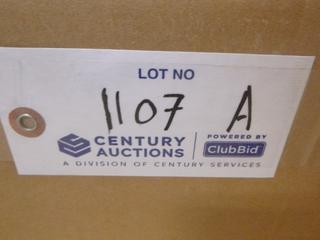 LOT NO
1107 A
CENTURY AUCTIONS
POWERED BY ClubBid
A DIVISION OF CENTURY SERVICES